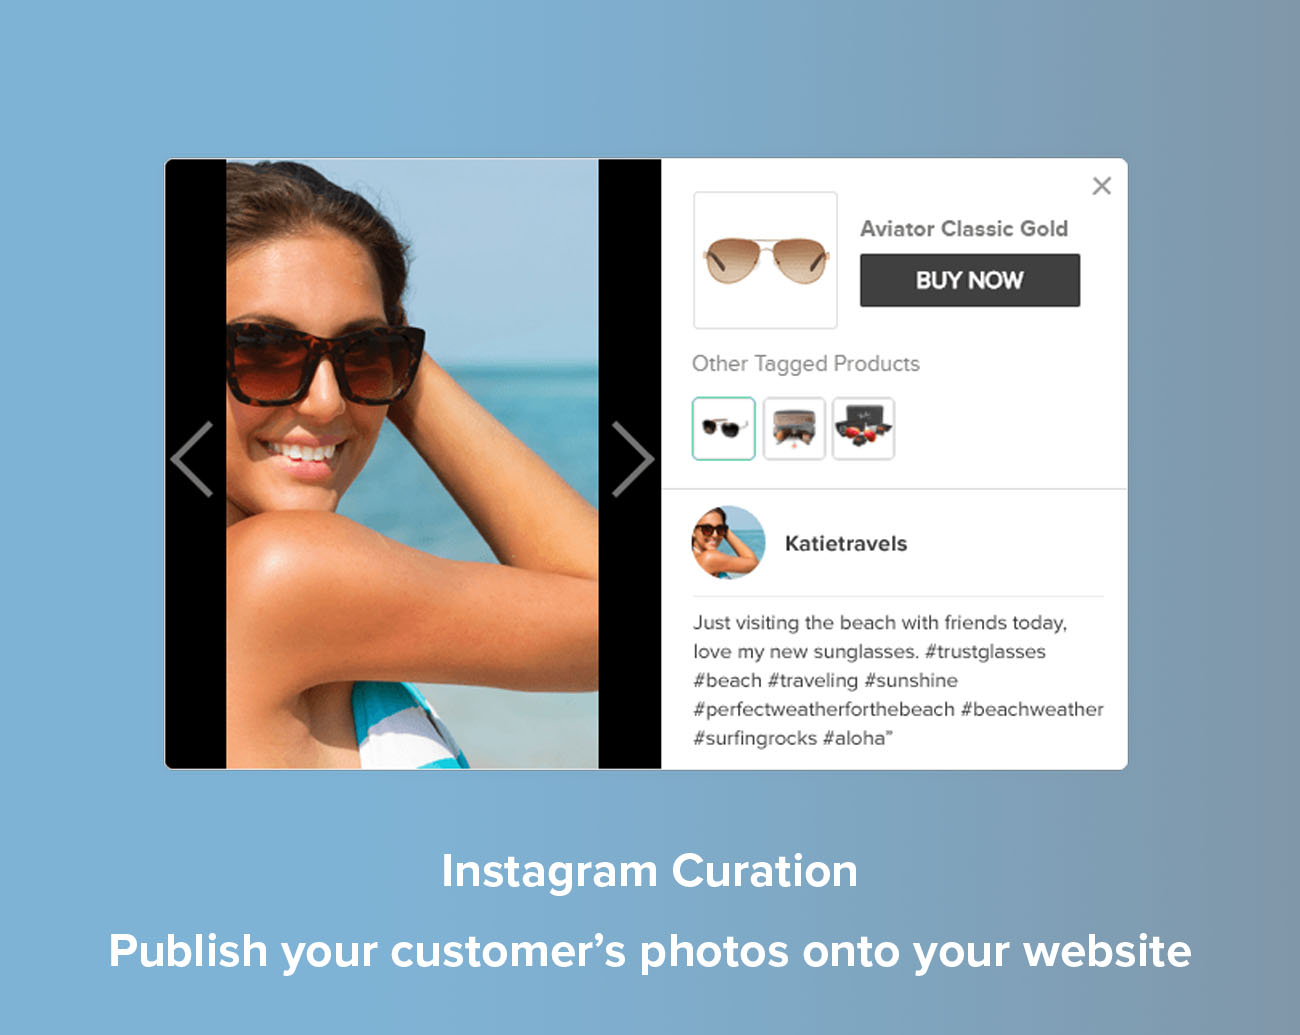 Aviator Classic Gold
BUY NOW
Other Tagged Products
Katietravels
Just visiting the beach with friends today,
love my new sunglasses. #trustglasses
#beach #traveling #sunshine
#perfectweatherforthebeach #beachweather
#surfingrocks #aloha”
Instagram Curation
Publish your customer’s photos onto your website